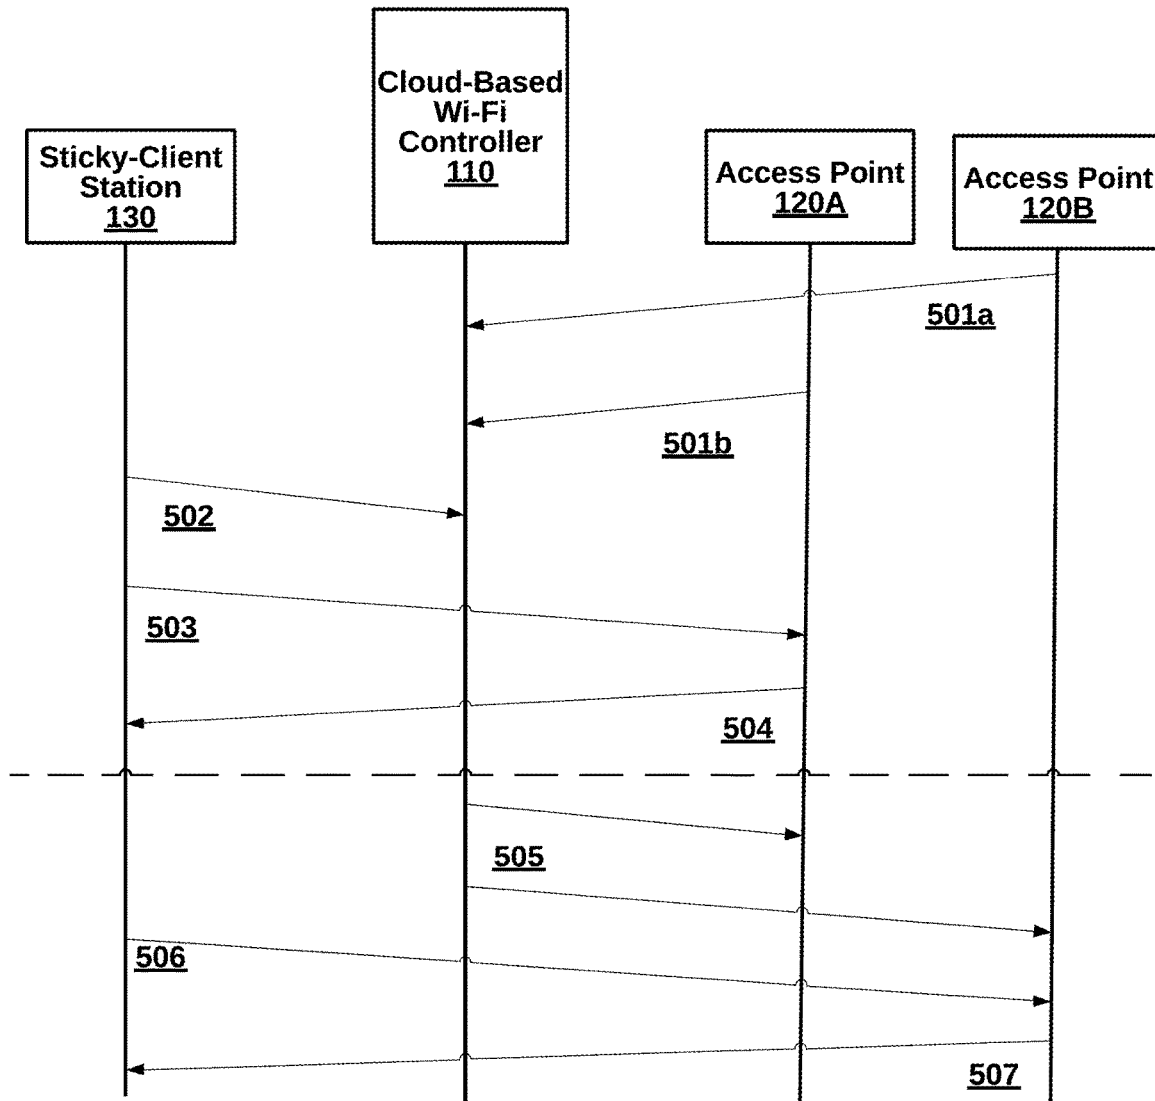 Cloud-Based
Wi-Fi
Controller
110
Sticky-Client
Station
130
Access Point
120A
Access Point
120B
501a
501b
502
503
504
505
506
507